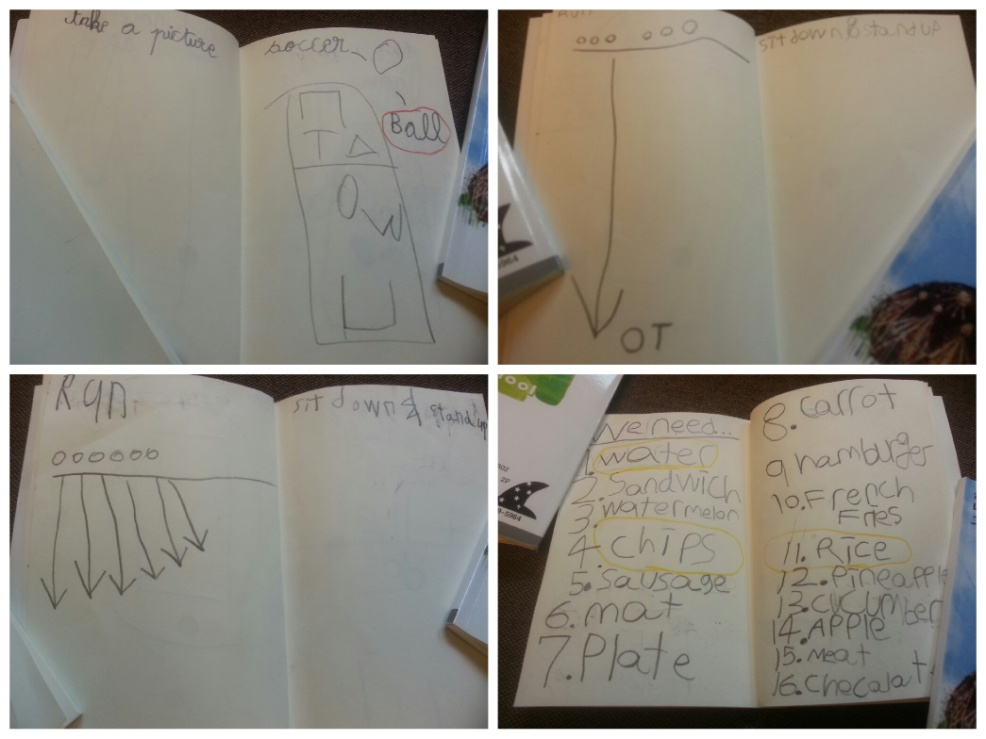 take a picture
soccer
Ball
T
O
W
Run
sit down & stand up
OT
Run
sit down & stand up
We need...
1. water
2. Sandwich
3. watermelon
4. chips
5. Sausage
6. mat
7. Plate
8. carrot
9 hamburger
10. French
Fries
11. Rice
12. Pineapple
13. cucumber
14. APPLE
15. Meat
16. Chocalat